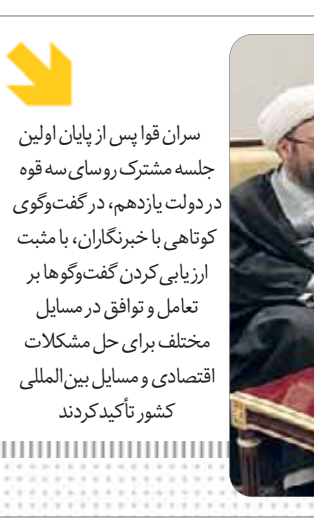 سران قوا پس از پایان اولین
جلسه مشترک روسای سه قوه
در دولت یازدهم، در گفت‌وگوی
کوتاهی با خبرنگاران، با مثبت
ارزیابی کردن گفت‌وگوها بر
تعامل و توافق در مسایل
مختلف برای حل مشکلات
اقتصادی و مسایل بین‌المللی
کشور تأکید کردند